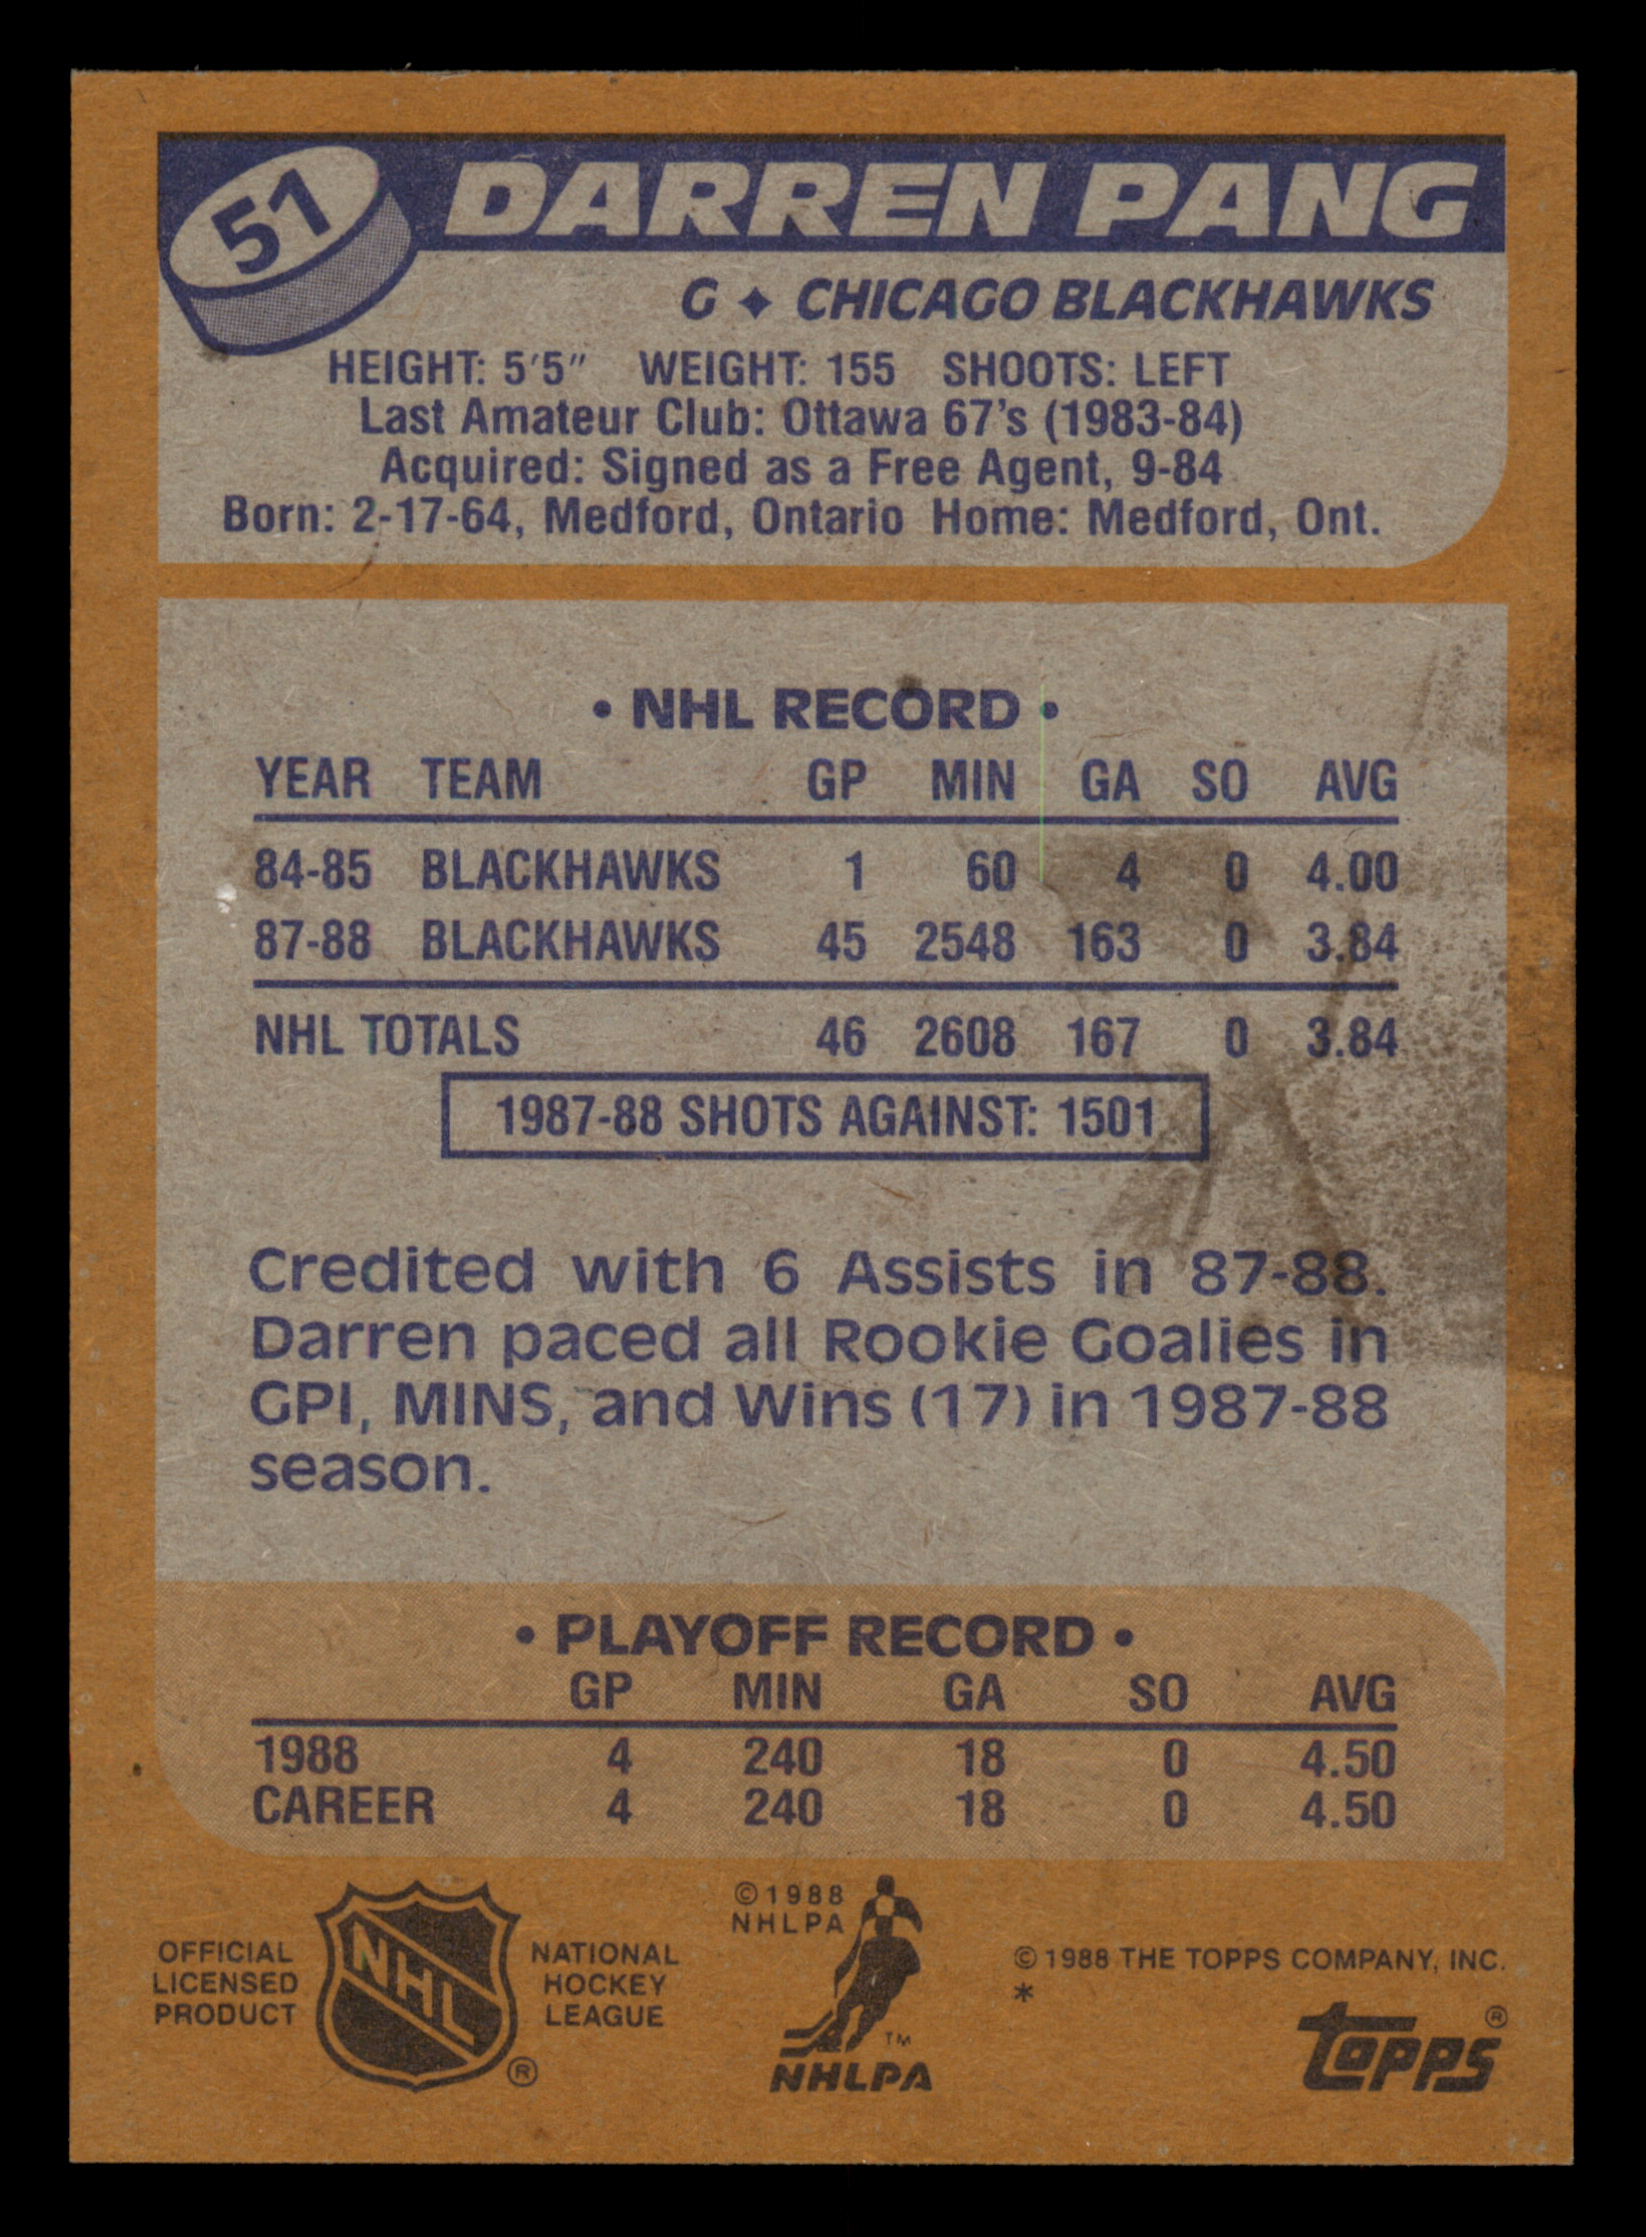 51
DARREN PANG
G ✦ CHICAGO BLACKHAWKS
HEIGHT: 5'5" WEIGHT: 155 SHOOTS: LEFT
Last Amateur Club: Ottawa 67's (1983-84)
Acquired: Signed as a Free Agent, 9-84
Born: 2-17-64, Medford, Ontario Home: Medford, Ont.
• NHL RECORD •
YEAR TEAM GP MIN GA SO AVG
84-85 BLACKHAWKS 1 60 4 0 4.00
87-88 BLACKHAWKS 45 2548 163 0 3.84
NHL TOTALS 46 2608 167 0 3.84
1987-88 SHOTS AGAINST: 1501
Credited with 6 Assists in 87-88.
Darren paced all Rookie Goalies in
GPI, MINS, and Wins (17) in 1987-88
season.
• PLAYOFF RECORD •
GP MIN GA SO AVG
1988 4 240 18 0 4.50
CAREER 4 240 18 0 4.50
OFFICIAL
LICENSED
PRODUCT
NHL
®
NATIONAL
HOCKEY
LEAGUE
©1988
NHLPA
TM
NHLPA
© 1988 THE TOPPS COMPANY, INC.
*
TOPPS ®